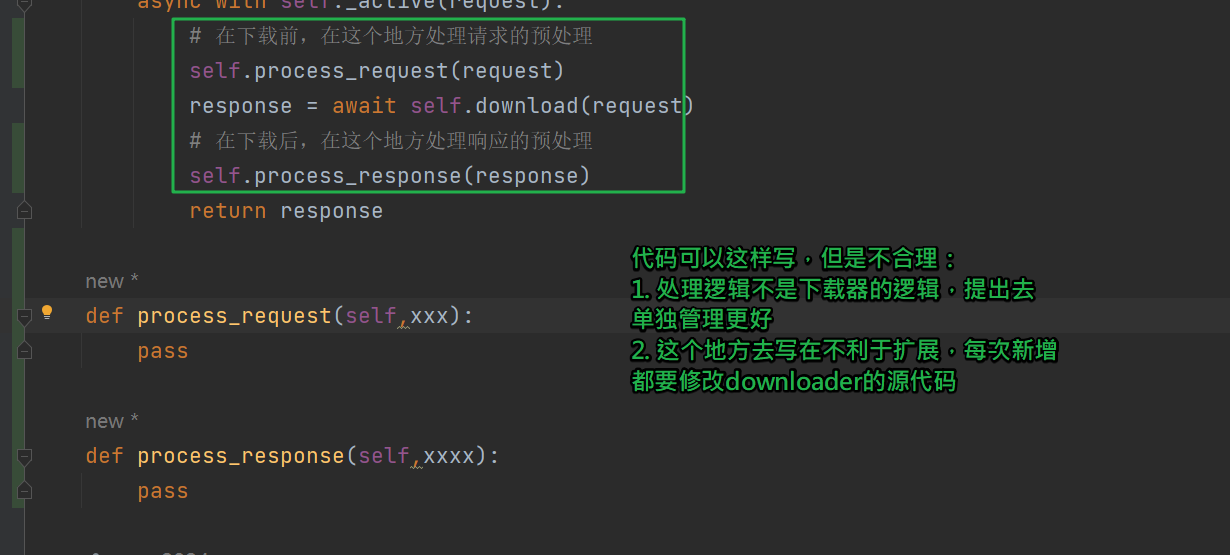 async with self._active(request):
# 在下载前，在这个地方处理请求的预处理
self.process_request(request)
response = await self.download(request)
# 在下载后，在这个地方处理响应的预处理
self.process_response(response)
return response
代码可以这样写，但是不合理：
new *
1. 处理逻辑不是下载器的逻辑，提出去
def process_request(self,xxx):
单独管理更好
pass
2. 这个地方去写在不利于扩展，每次新增
都要修改downloader的源代码
new *
def process_response(self,xxxx):
pass